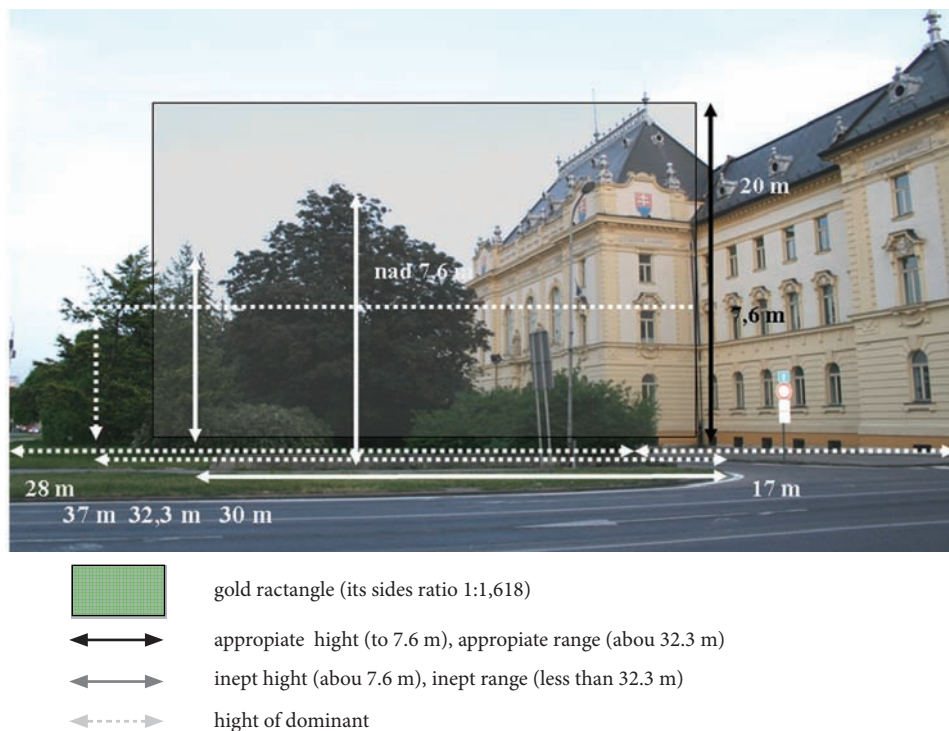 20 m
nad 7,6 m
7,6 m
28 m
17 m
37 m 32,3 m 30 m
gold ractangle (its sides ratio 1:1,618)
appropiate hight (to 7.6 m), appropiate range (abou 32.3 m)
inept hight (abou 7.6 m), inept range (less than 32.3 m)
hight of dominant